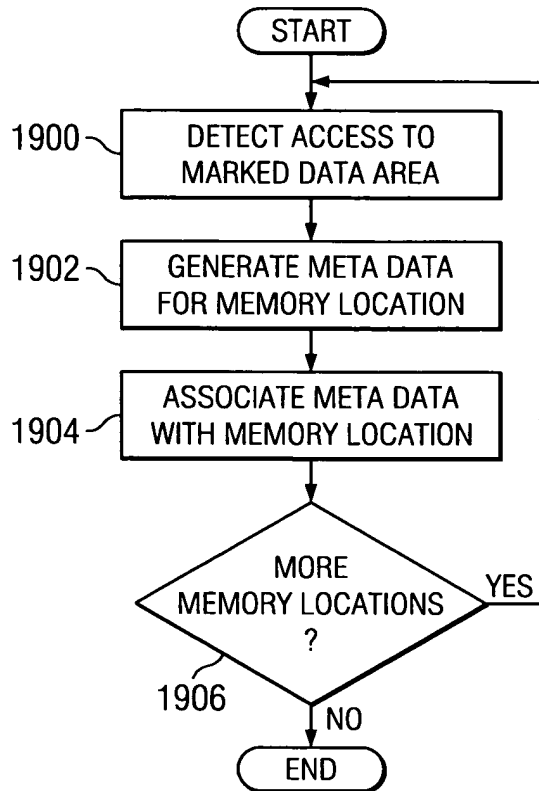 START
1900
DETECT ACCESS TO
MARKED DATA AREA
1902
GENERATE META DATA
FOR MEMORY LOCATION
1904
ASSOCIATE META DATA
WITH MEMORY LOCATION
MORE
MEMORY LOCATIONS
?
YES
1906
NO
END